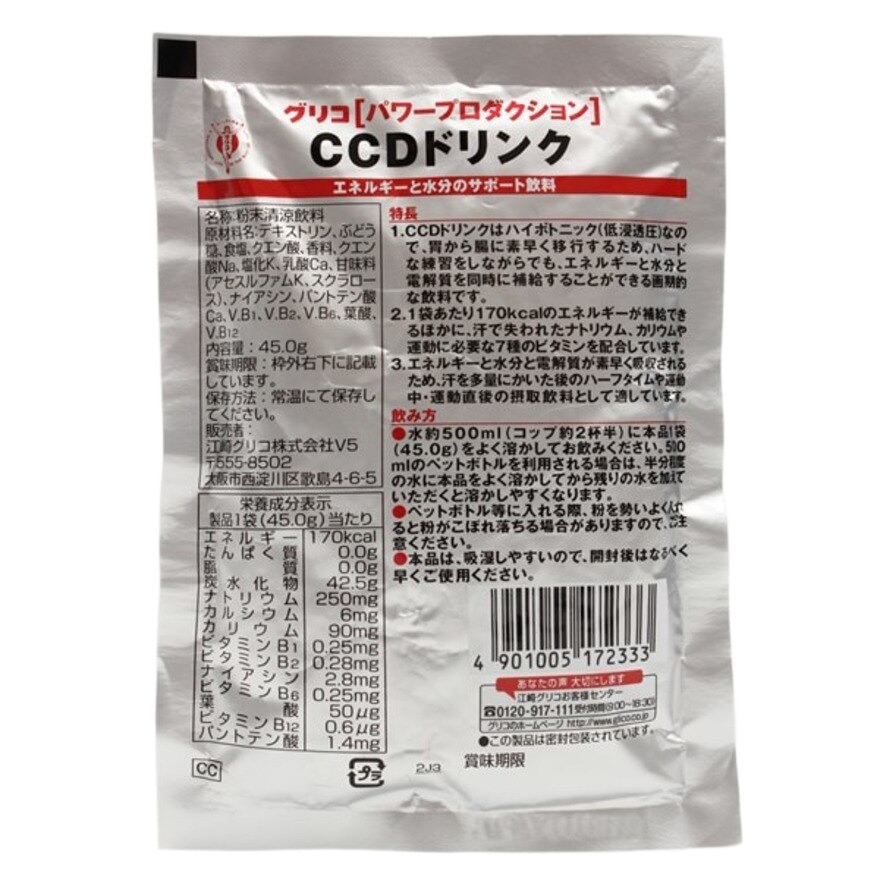 グリコ[パワープロダクション]
CCDドリンク
エネルギーと水分のサポート飲料
名称:粉末清涼飲料
原材料名:デキストリン、ぶどう
糖、食塩、クエン酸、香料、クエン
酸Na、塩化K、乳酸Ca、甘味料
(アセスルファムK、スクラロー
ス)、ナイアシン、パントテン酸
Ca、V.B1、V.B2、V.B6、葉酸、
V.B12
内容量:45.0g
賞味期限:枠外右下に記載
しています。
保存方法:常温にて保存し
てください。
販売者:
江崎グリコ株式会社V5
〒555-8502
大阪市西淀川区歌島4-6-5
栄養成分表示
製品1袋(45.0g)当たり
エネルギー 170kcal
たんぱく質 0.0g
脂質 0.0g
炭水化物 42.5g
ナトリウム 250mg
カルシウム 6mg
カリウム 90mg
ビタミンB1 0.25mg
ビタミンB2 0.28mg
ナイアシン 2.8mg
ビタミンB6 0.25mg
葉酸 50μg
ビタミンB12 0.6μg
パントテン酸 1.4mg
特長
1.CCDドリンクはハイポトニック(低浸透圧)なの
で、胃から腸に素早く移行するため、ハード
な練習をしながらでも、エネルギーと水分と
電解質を同時に補給することができる画期的
な飲料です。
2.1袋あたり170kcalのエネルギーが補給でき
るほかに、汗で失われたナトリウム、カリウムや
運動に必要な7種のビタミンを配合しています。
3.エネルギーと水分と電解質が素早く吸収される
ため、汗を多量にかいた後のハーフタイムや運動
中・運動直後の摂取飲料として適しています。
飲み方
●水約500ml(コップ約2杯半)に本品1袋
(45.0g)をよく溶かしてお飲みください。500
mlのペットボトルを利用される場合は、半分程度
の水に本品をよく溶かしてから残りの水を加えて
いただくと溶かしやすくなります。
●ペットボトル等に入れる際、粉を勢いよくいれ
ると粉がこぼれ落ちる場合がありますので、ご注
意ください。
●本品は、吸湿しやすいので、開封後はなるべく
早くご使用ください。
4 901005 172333
あなたの声 大切にします
江崎グリコお客様センター
0120-917-111 受付時間(9:00〜16:30)
グリコのホームページ http://www.glico.co.jp
●この製品は密封包装されています。
CC
プラ
2J3
賞味期限